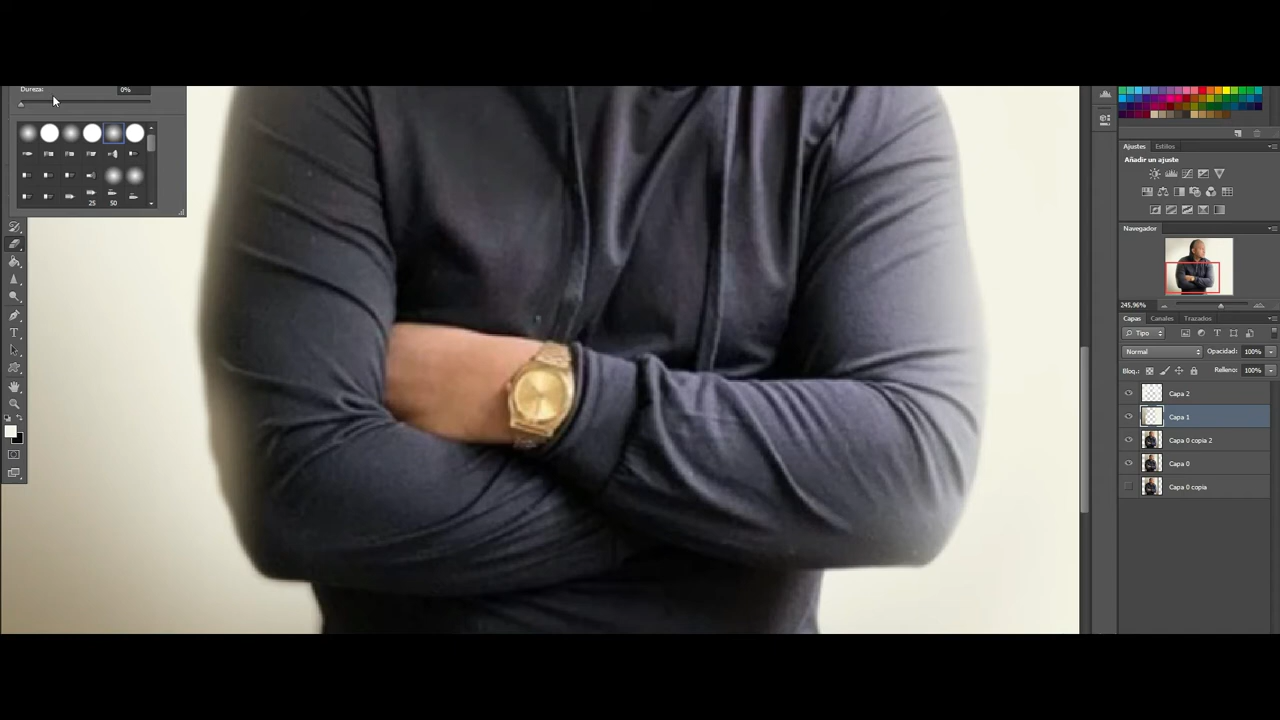 Dureza:
0%
25
50
Ajustes
Estilos
Añadir un ajuste
Navegador
245,96%
Capas
Canales
Trazados
Tipo
Normal
Opacidad:
100%
Bloq.:
Relleno:
100%
Capa 2
Capa 1
Capa 0 copia 2
Capa 0
Capa 0 copia